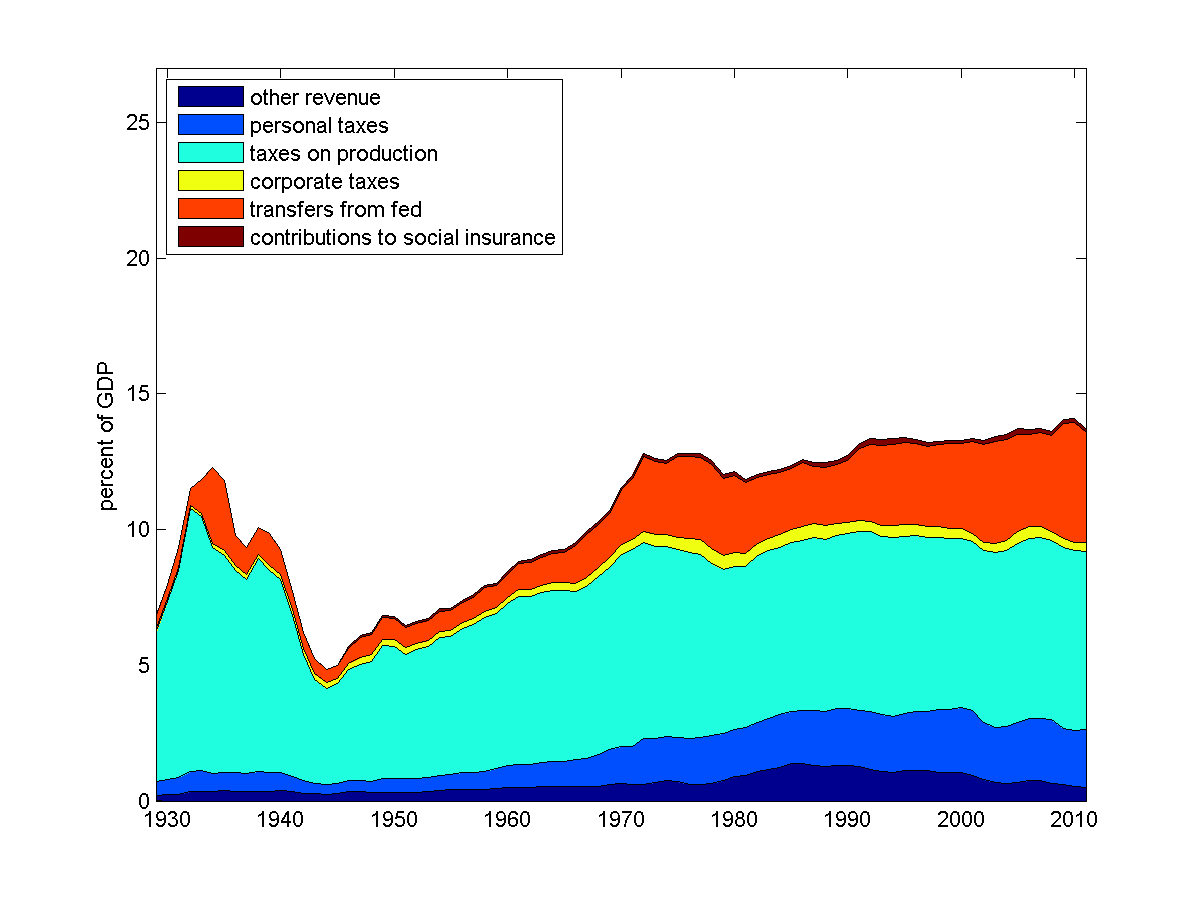 other revenue
personal taxes
taxes on production
corporate taxes
transfers from fed
contributions to social insurance
percent of GDP
25
20
15
10
5
0
1930 1940 1950 1960 1970 1980 1990 2000 2010